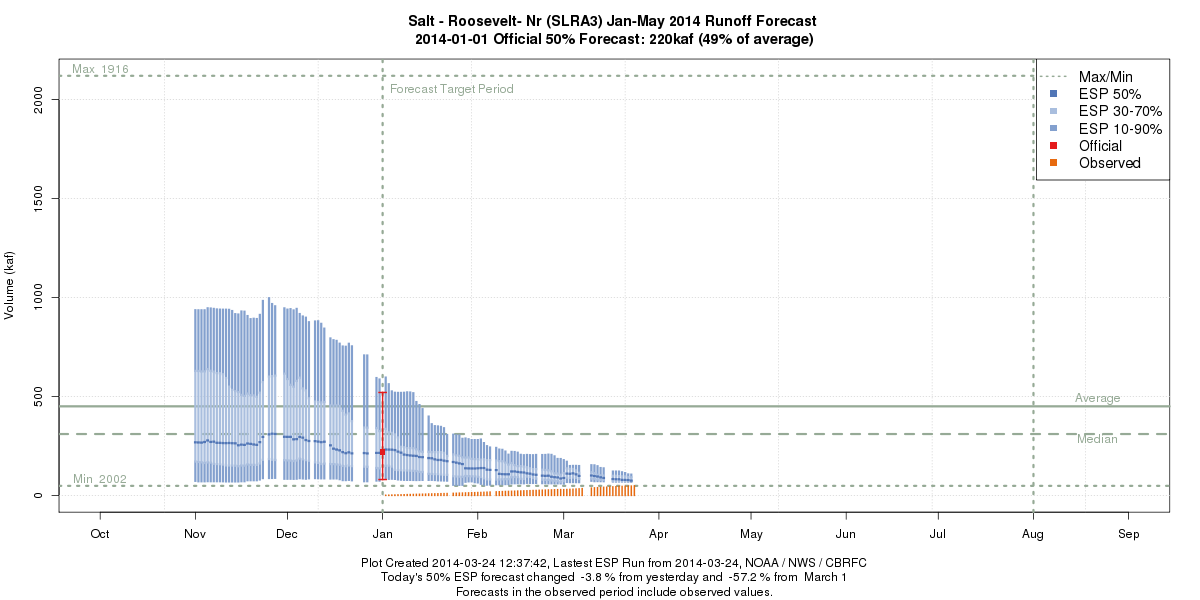 Salt - Roosevelt- Nr (SLRA3) Jan-May 2014 Runoff Forecast
2014-01-01 Official 50% Forecast: 220kaf (49% of average)
Max 1916
Forecast Target Period
Max/Min
ESP 50%
ESP 30-70%
ESP 10-90%
Official
Observed
Volume (kaf)
2000
1500
1000
500
0
Average
Median
Min 2002
Oct Nov Dec Jan Feb Mar Apr May Jun Jul Aug Sep
Plot Created 2014-03-24 12:37:42, Lastest ESP Run from 2014-03-24, NOAA / NWS / CBRFC
Today's 50% ESP forecast changed -3.8 % from yesterday and -57.2 % from March 1
Forecasts in the observed period include observed values.